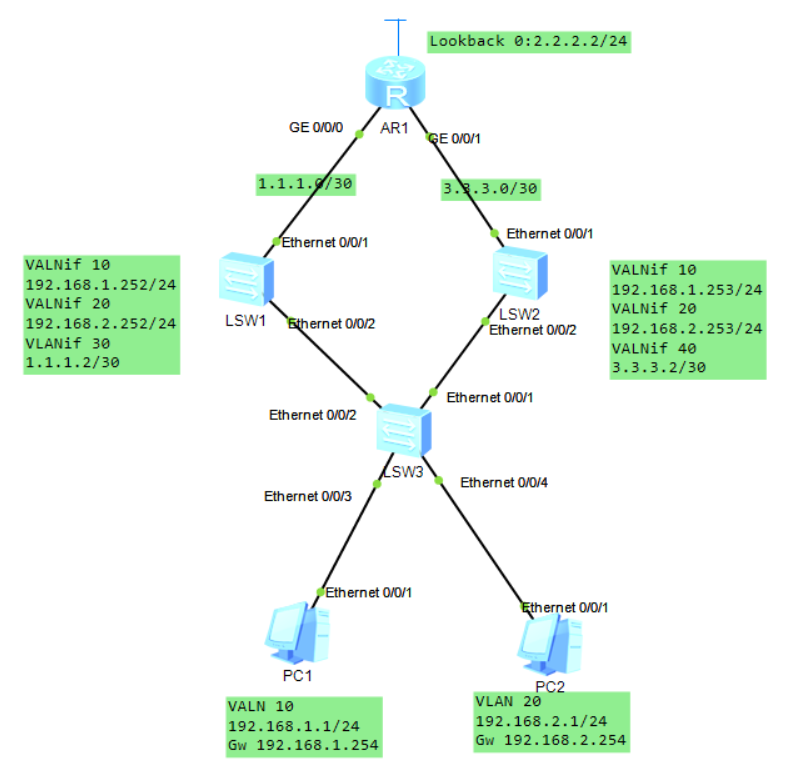 Lookback 0:2.2.2.2/24
R
AR1
GE 0/0/0
GE 0/0/1
1.1.1.0/30
3.3.3.0/30
Ethernet 0/0/1
Ethernet 0/0/1
VALNif 10
192.168.1.252/24
VALNif 20
192.168.2.252/24
VLANif 30
1.1.1.2/30
LSW1
LSW2
VALNif 10
192.168.1.253/24
VALNif 20
192.168.2.253/24
VALNif 40
3.3.3.2/30
Ethernet 0/0/2
Ethernet 0/0/2
Ethernet 0/0/2
Ethernet 0/0/1
LSW3
Ethernet 0/0/3
Ethernet 0/0/4
Ethernet 0/0/1
Ethernet 0/0/1
PC1
PC2
VALN 10
192.168.1.1/24
Gw 192.168.1.254
VLAN 20
192.168.2.1/24
Gw 192.168.2.254